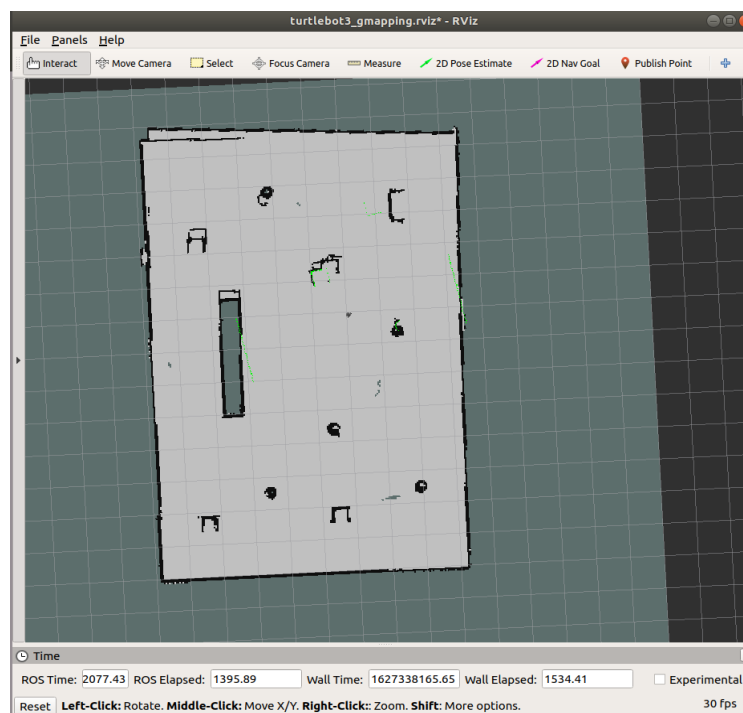 turtlebot3_gmapping.rviz* - RViz
File Panels Help
Interact Move Camera Select Focus Camera Measure 2D Pose Estimate 2D Nav Goal Publish Point
Time
ROS Time: 2077.43 ROS Elapsed: 1395.89 Wall Time: 1627338165.65 Wall Elapsed: 1534.41 Experimental
Reset Left-Click: Rotate. Middle-Click: Move X/Y. Right-Click:: Zoom. Shift: More options. 30 fps